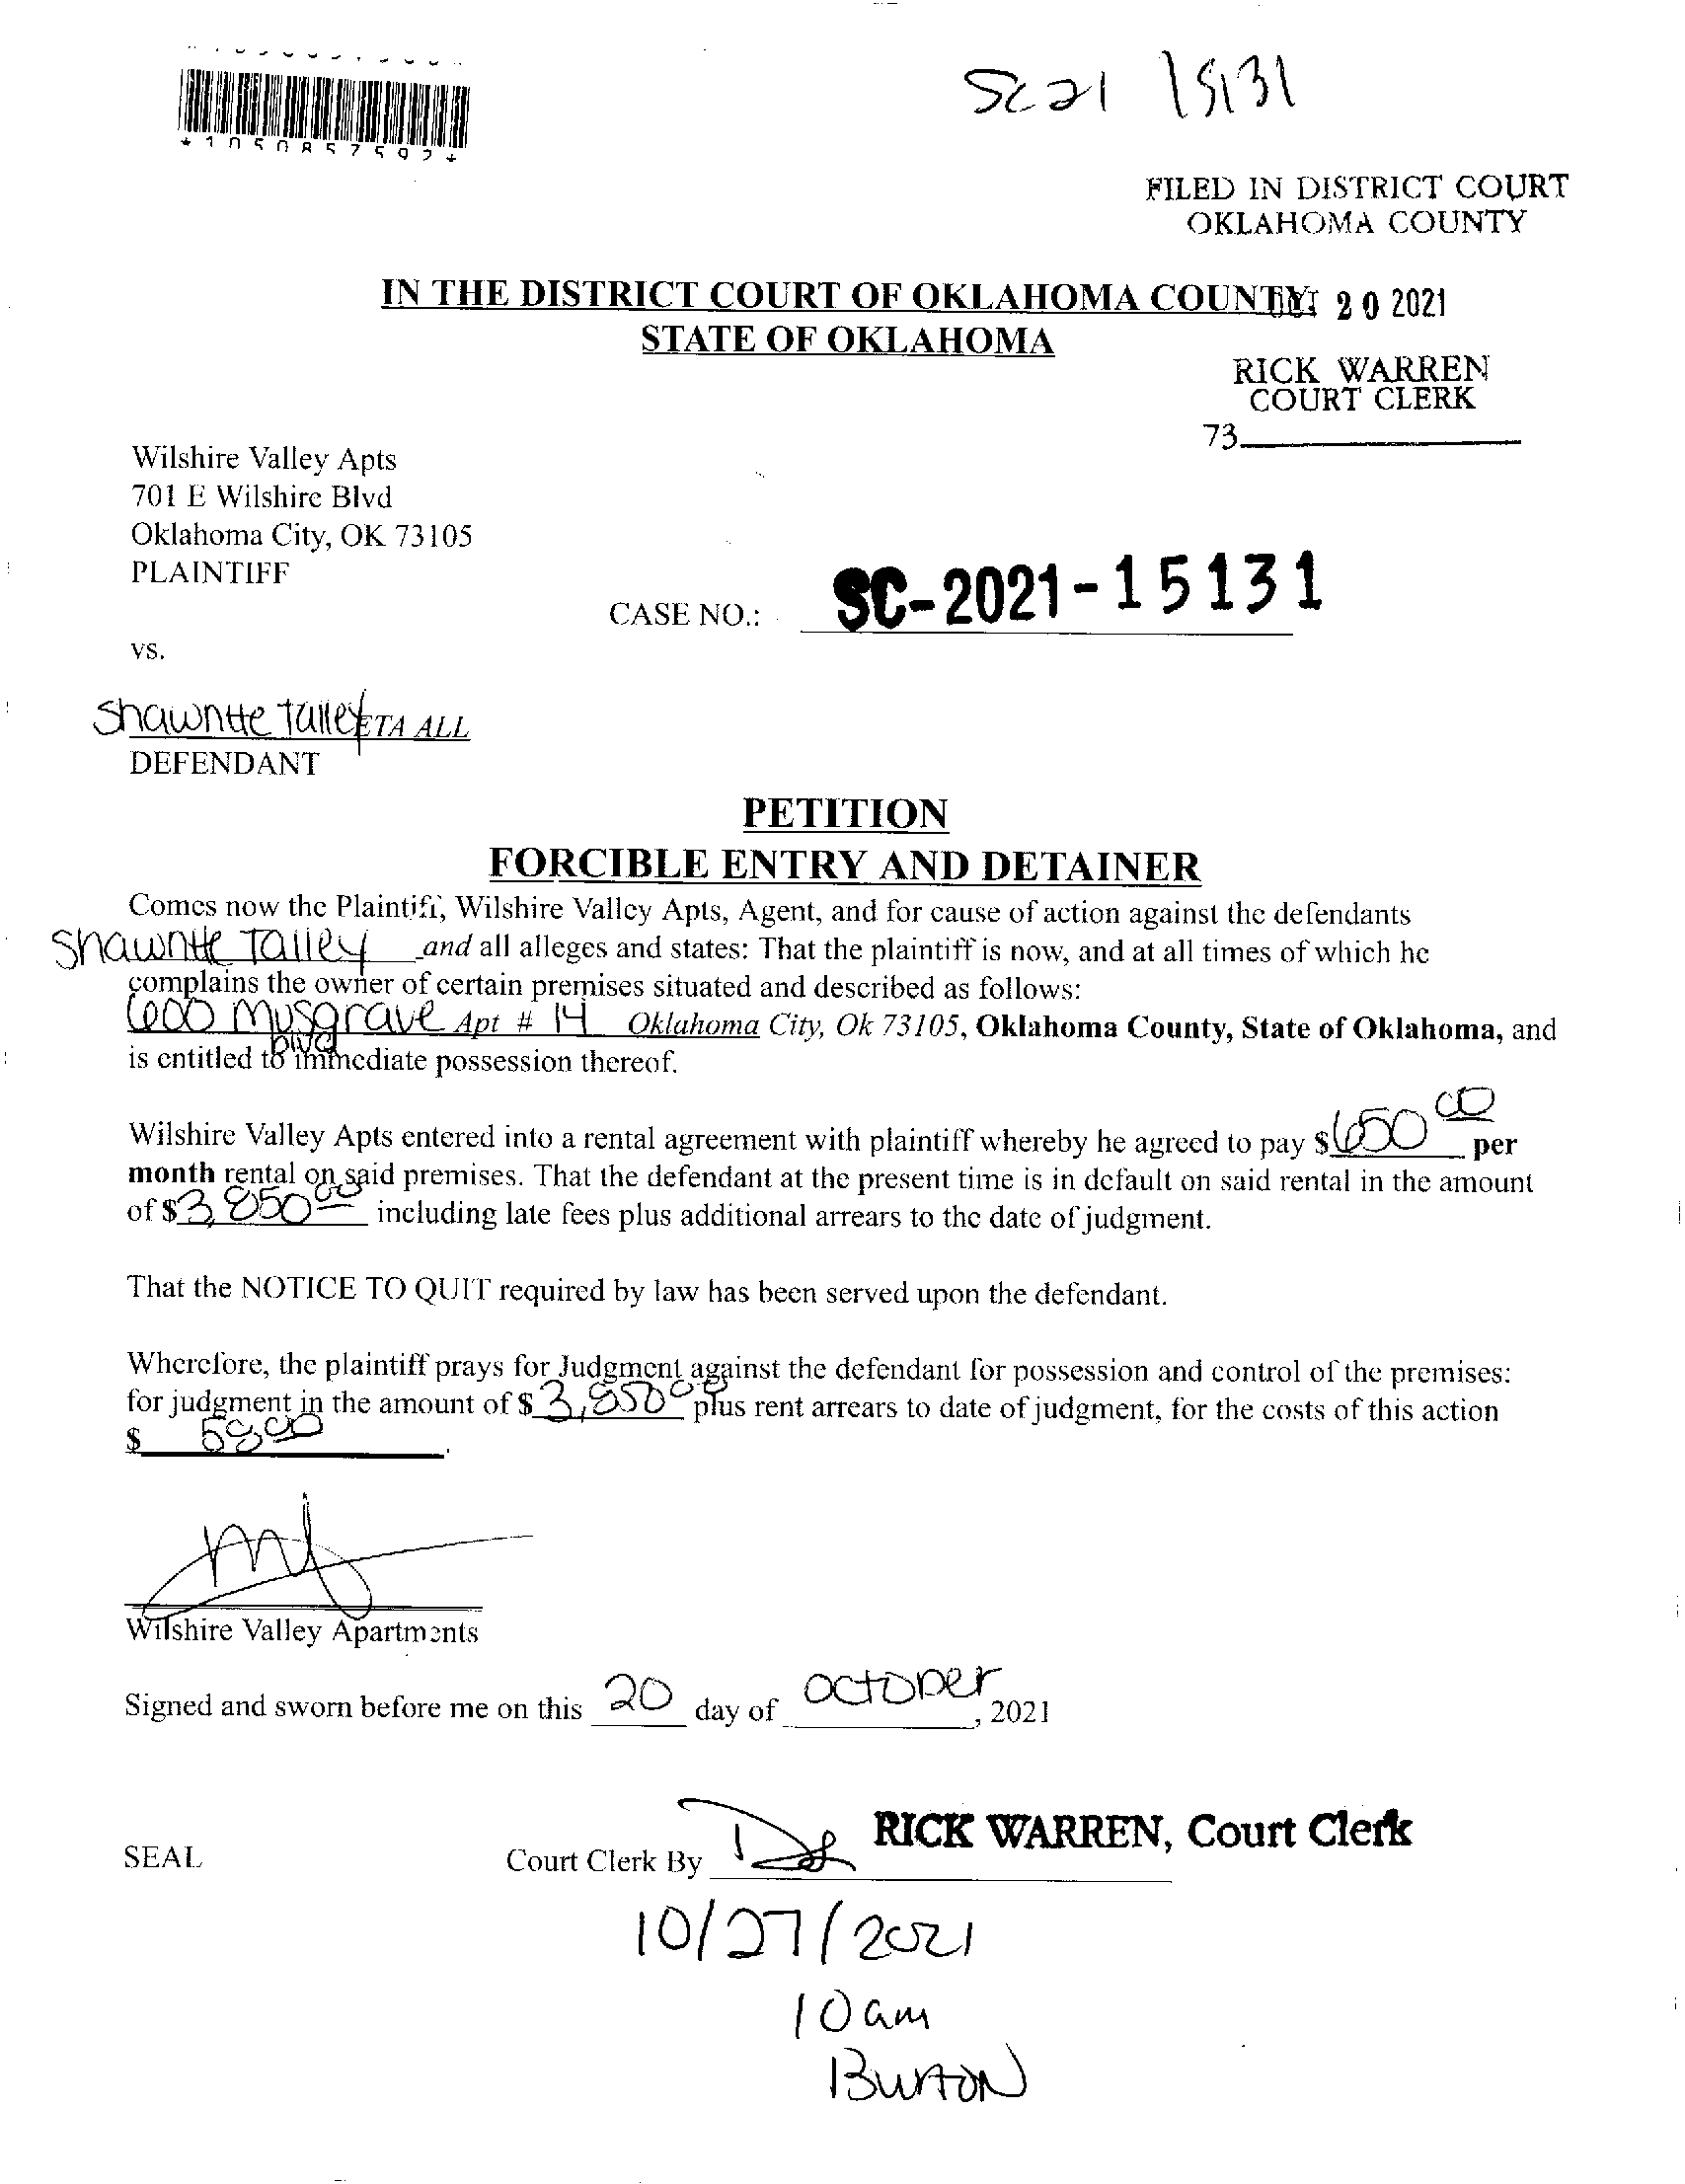 *1050857592*
SC21 15131
FILED IN DISTRICT COURT
OKLAHOMA COUNTY
IN THE DISTRICT COURT OF OKLAHOMA COUNTY
STATE OF OKLAHOMA
20 2021
RICK WARREN
COURT CLERK
73
Wilshire Valley Apts
701 E Wilshire Blvd
Oklahoma City, OK 73105
PLAINTIFF
CASE NO.: SC-2021-15131
vs.
Shawntte Talley ETA ALL
DEFENDANT
PETITION
FORCIBLE ENTRY AND DETAINER
Comes now the Plaintiff, Wilshire Valley Apts, Agent, and for cause of action against the defendants
Shawntte Talley and all alleges and states: That the plaintiff is now, and at all times of which he
complains the owner of certain premises situated and described as follows:
600 Musgrave Apt # 14 Oklahoma City, Ok 73105, Oklahoma County, State of Oklahoma, and
blvd
is entitled to immediate possession thereof.
Wilshire Valley Apts entered into a rental agreement with plaintiff whereby he agreed to pay $650 00 per
month rental on said premises. That the defendant at the present time is in default on said rental in the amount
of $3,850 00 including late fees plus additional arrears to the date of judgment.
That the NOTICE TO QUIT required by law has been served upon the defendant.
Wherefore, the plaintiff prays for Judgment against the defendant for possession and control of the premises:
for judgment in the amount of $ 3,850 00 plus rent arrears to date of judgment, for the costs of this action
$ 58.00.
Wilshire Valley Apartments
Signed and sworn before me on this 20 day of October, 2021
SEAL
Court Clerk By RICK WARREN, Court Clerk
10/27/2021
10am
Burton